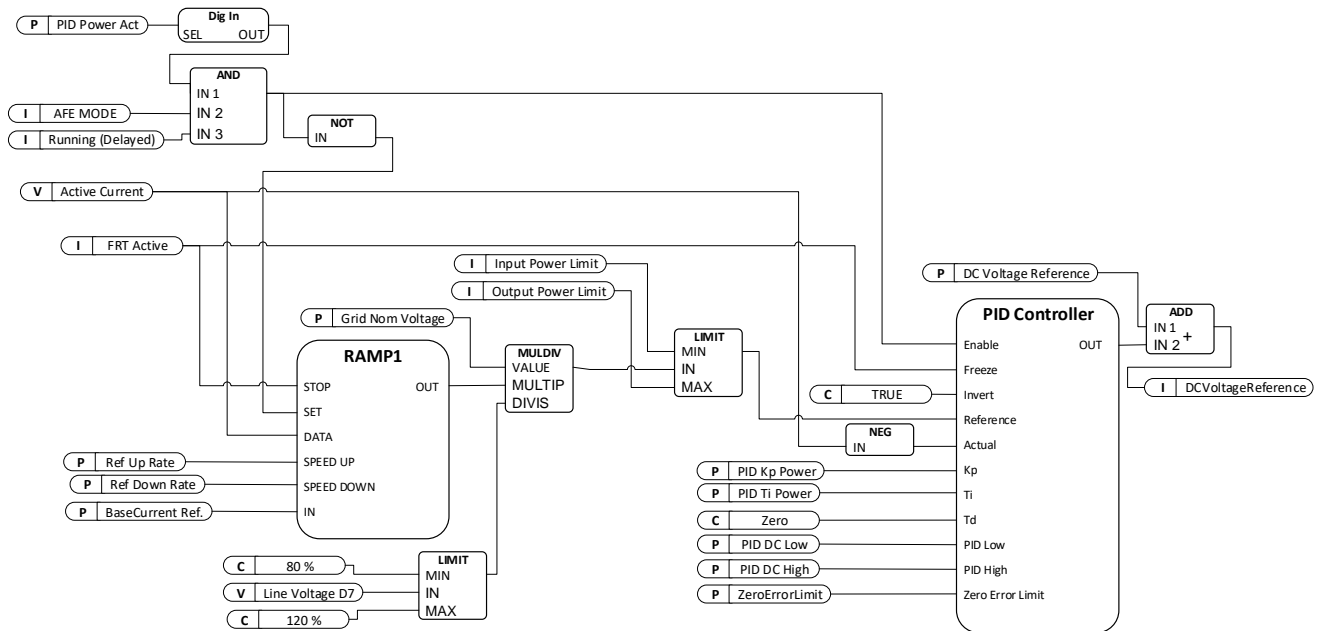 P PID Power Act
Dig In
SEL OUT
AND
IN 1
IN 2
IN 3
I AFE MODE
I Running (Delayed)
NOT
IN
V Active Current
I FRT Active
I Input Power Limit
I Output Power Limit
P Grid Nom Voltage
RAMP1
STOP
OUT
SET
DATA
SPEED UP
SPEED DOWN
IN
P Ref Up Rate
P Ref Down Rate
P BaseCurrent Ref.
MULDIV
VALUE
MULTIP
DIVIS
LIMIT
MIN
IN
MAX
C 80 %
V Line Voltage D7
C 120 %
LIMIT
MIN
IN
MAX
P DC Voltage Reference
PID Controller
Enable
OUT
Freeze
Invert
Reference
Actual
Kp
Ti
Td
PID Low
PID High
Zero Error Limit
ADD
IN 1
IN 2 +
I DCVoltageReference
C TRUE
NEG
IN
P PID Kp Power
P PID Ti Power
C Zero
P PID DC Low
P PID DC High
P ZeroErrorLimit